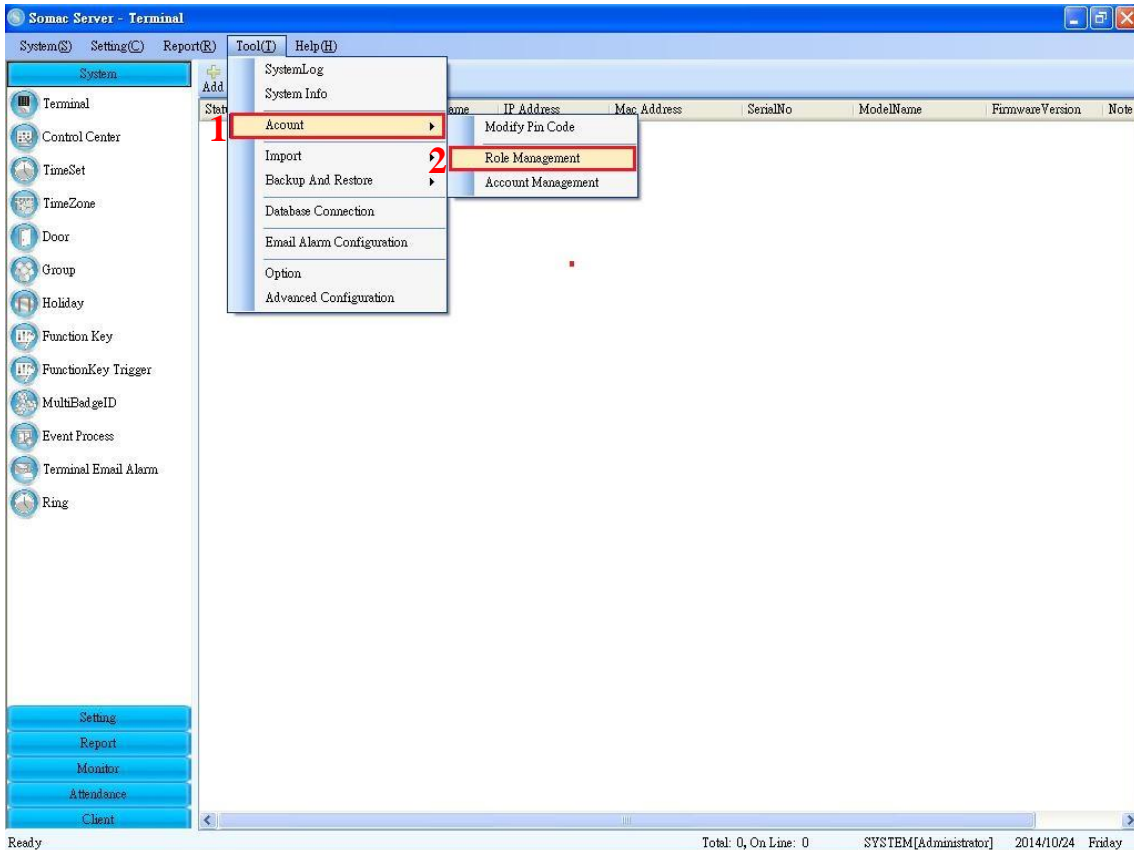 Somac Server - Terminal
System(S) Setting(C) Report(R) Tool(T) Help(H)
System
Terminal
Control Center
TimeSet
TimeZone
Door
Group
Holiday
Function Key
FunctionKey Trigger
MultiBadgeID
Event Process
Terminal Email Alarm
Ring
Setting
Report
Monitor
Attendance
Client
Add
IP Address Mac Address SerialNo ModelName FirmwareVersion Note
SystemLog
System Info
1 Acount
Import
Backup And Restore
Database Connection
Email Alarm Configuration
Option
Advanced Configuration
Modify Pin Code
2 Role Management
Account Management
Ready Total: 0, On Line: 0 SYSTEM[Administrator] 2014/10/24 Friday